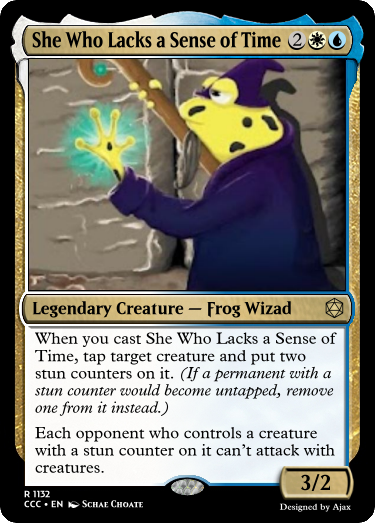 She Who Lacks a Sense of Time 2
Legendary Creature — Frog Wizad
When you cast She Who Lacks a Sense of
Time, tap target creature and put two
stun counters on it. (If a permanent with a
stun counter would become untapped, remove
one from it instead.)
Each opponent who controls a creature
with a stun counter on it can't attack with
creatures.
3/2
R 1132
CCC • EN Schae Choate
Designed by Ajax